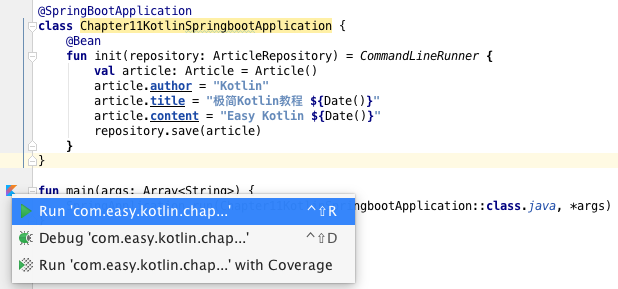 @SpringBootApplication
class Chapter11KotlinSpringbootApplication {
@Bean
fun init(repository: ArticleRepository) = CommandLineRunner {
val article: Article = Article()
article.author = "Kotlin"
article.title = "极简Kotlin教程 ${Date()}"
article.content = "Easy Kotlin ${Date()}"
repository.save(article)
}
}
fun main(args: Array<String>) {
ngbootApplication::class.java, *args)
Run 'com.easy.kotlin.chap...' ^⇧R
Debug 'com.easy.kotlin.chap...' ^⇧D
Run 'com.easy.kotlin.chap...' with Coverage